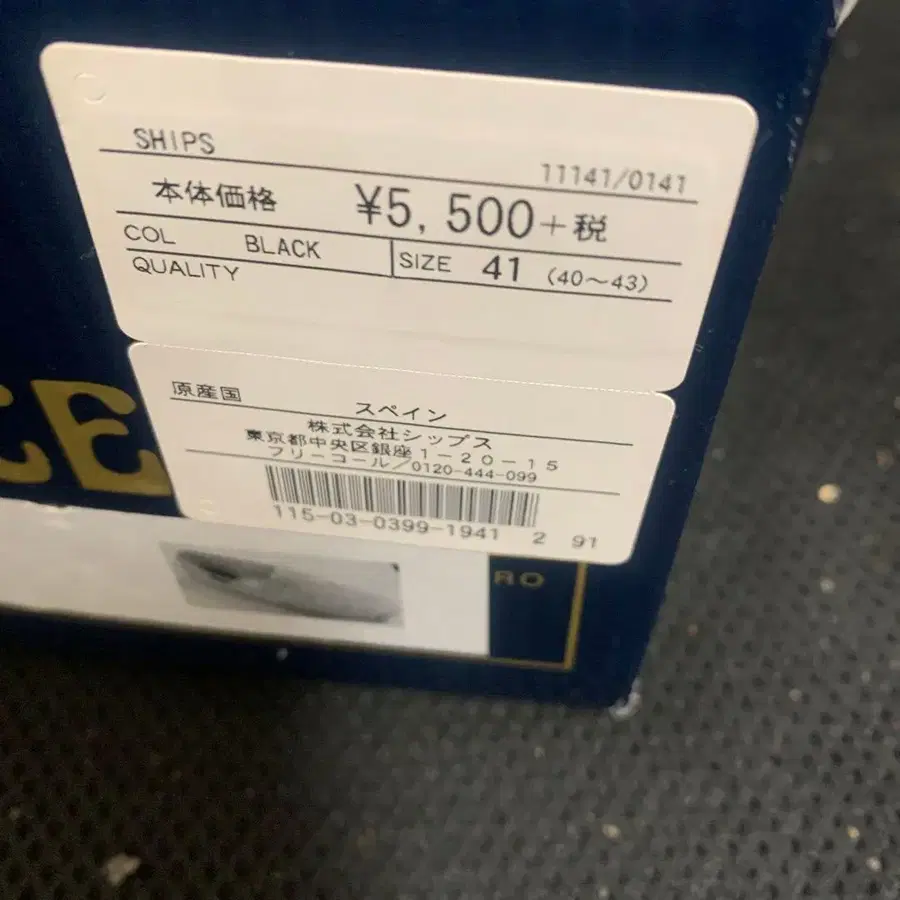 SHIPS
11141/0141
本体価格 ¥5,500+税
COL BLACK SIZE 41 (40〜43)
QUALITY
原産国 スペイン
株式会社シップス
東京都中央区銀座1-20-15
フリーコール/0120-444-099
115-03-0399-1941 2 91
RO